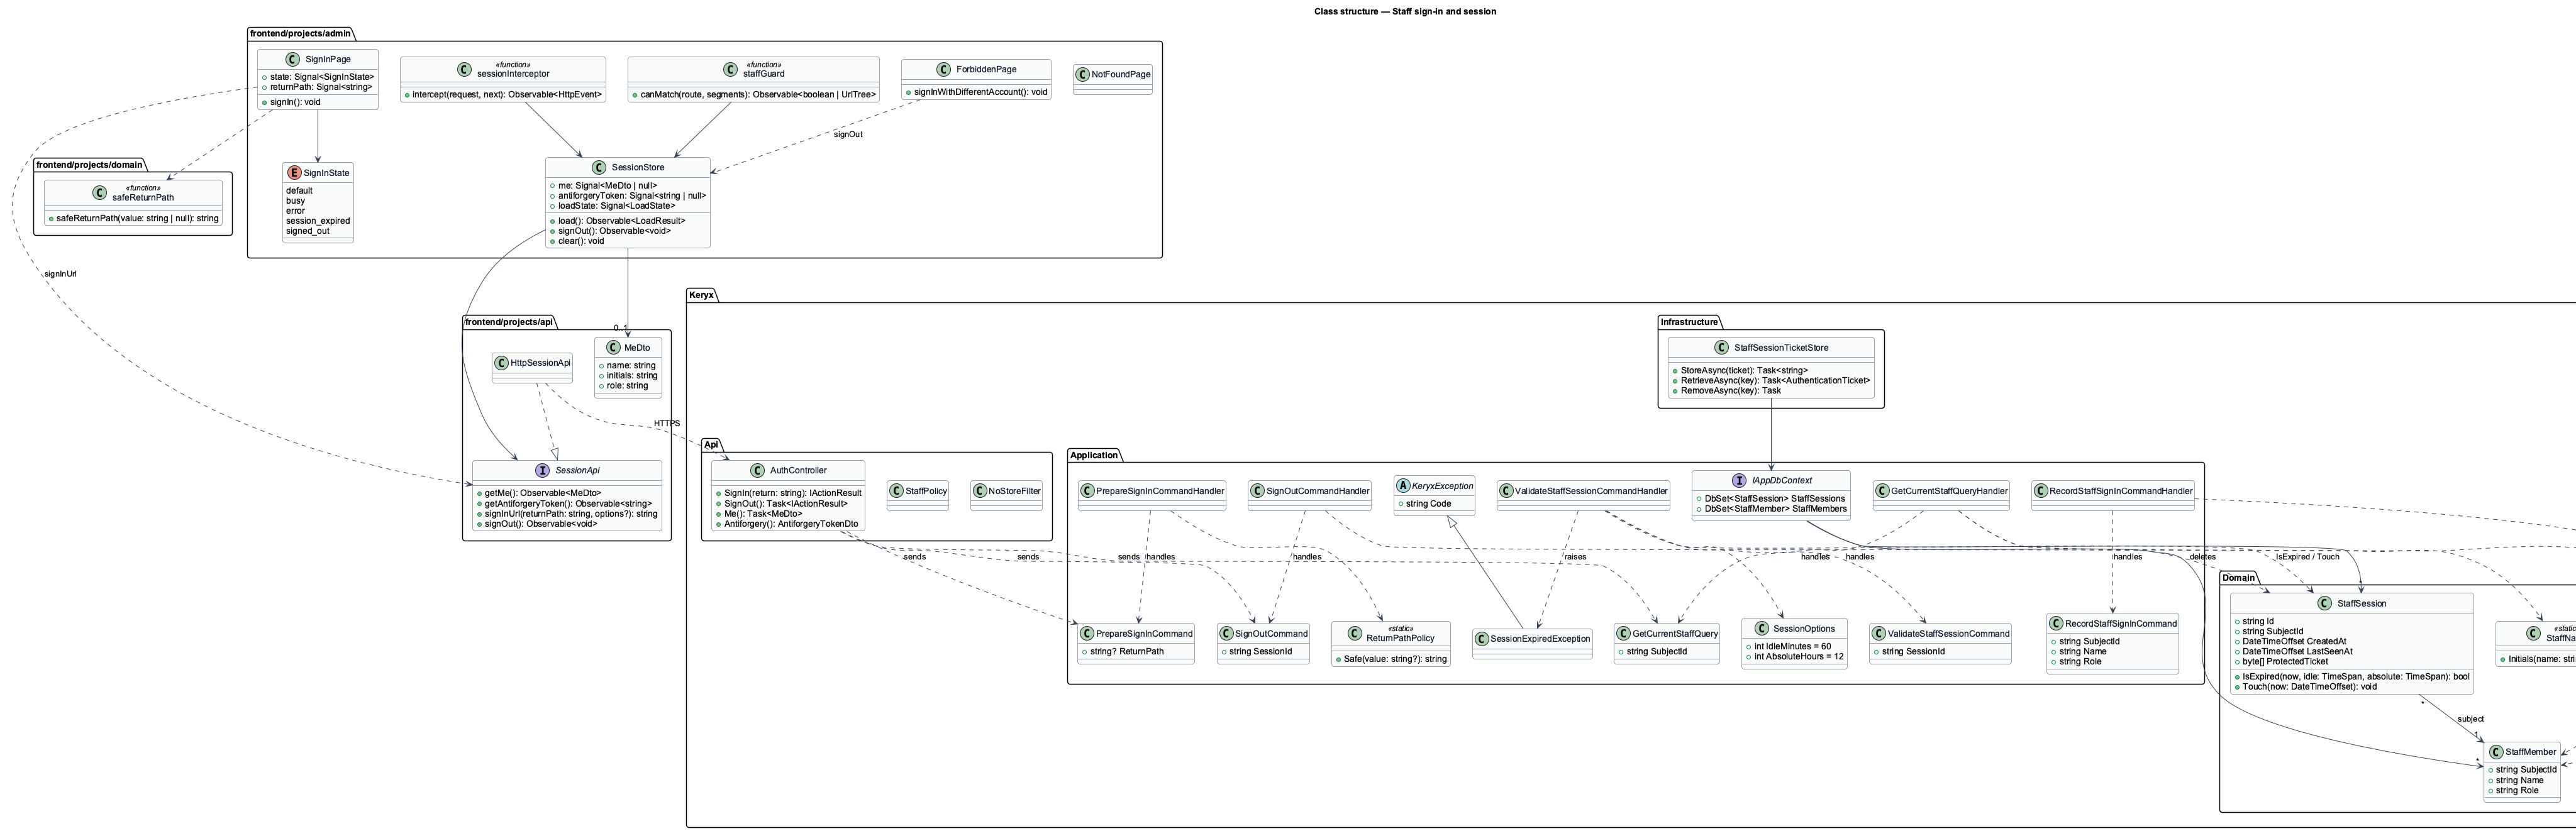 Class structure — Staff sign-in and session
frontend/projects/admin
SignInPage
state: Signal<SignInState>
returnPath: Signal<string>
signIn(): void
«function»
sessionInterceptor
intercept(request, next): Observable<HttpEvent>
«function»
staffGuard
canMatch(route, segments): Observable<boolean | UrlTree>
ForbiddenPage
signInWithDifferentAccount(): void
NotFoundPage
signOut
frontend/projects/domain
«function»
safeReturnPath
safeReturnPath(value: string | null): string
SignInState
default
busy
error
session_expired
signed_out
SessionStore
me: Signal<MeDto | null>
antiforgeryToken: Signal<string | null>
loadState: Signal<LoadState>
load(): Observable<LoadResult>
signOut(): Observable<void>
clear(): void
signInUrl
Keryx
frontend/projects/api
0..1
HttpSessionApi
MeDto
name: string
initials: string
role: string
Infrastructure
StaffSessionTicketStore
StoreAsync(ticket): Task<string>
RetrieveAsync(key): Task<AuthenticationTicket>
RemoveAsync(key): Task
HTTPS
SessionApi
getMe(): Observable<MeDto>
getAntiforgeryToken(): Observable<string>
signInUrl(returnPath: string, options?): string
signOut(): Observable<void>
Api
AuthController
SignIn(return: string): IActionResult
SignOut(): Task<IActionResult>
Me(): Task<MeDto>
Antiforgery(): AntiforgeryTokenDto
StaffPolicy
NoStoreFilter
Application
PrepareSignInCommandHandler
SignOutCommandHandler
KeryxException
string Code
ValidateStaffSessionCommandHandler
IAppDbContext
DbSet<StaffSession> StaffSessions
DbSet<StaffMember> StaffMembers
GetCurrentStaffQueryHandler
RecordStaffSignInCommandHandler
sends
sends
sends
handles
handles
raises
handles
handles
handles
deletes
IsExpired / Touch
PrepareSignInCommand
string? ReturnPath
SignOutCommand
string SessionId
«static»
ReturnPathPolicy
Safe(value: string?): string
SessionExpiredException
GetCurrentStaffQuery
string SubjectId
SessionOptions
int IdleMinutes = 60
int AbsoluteHours = 12
ValidateStaffSessionCommand
string SessionId
RecordStaffSignInCommand
string SubjectId
string Name
string Role
Domain
*
StaffSession
string Id
string SubjectId
DateTimeOffset CreatedAt
DateTimeOffset LastSeenAt
byte[] ProtectedTicket
IsExpired(now, idle: TimeSpan, absolute: TimeSpan): bool
Touch(now: DateTimeOffset): void
*
subject
1
*
StaffMember
string SubjectId
string Name
string Role